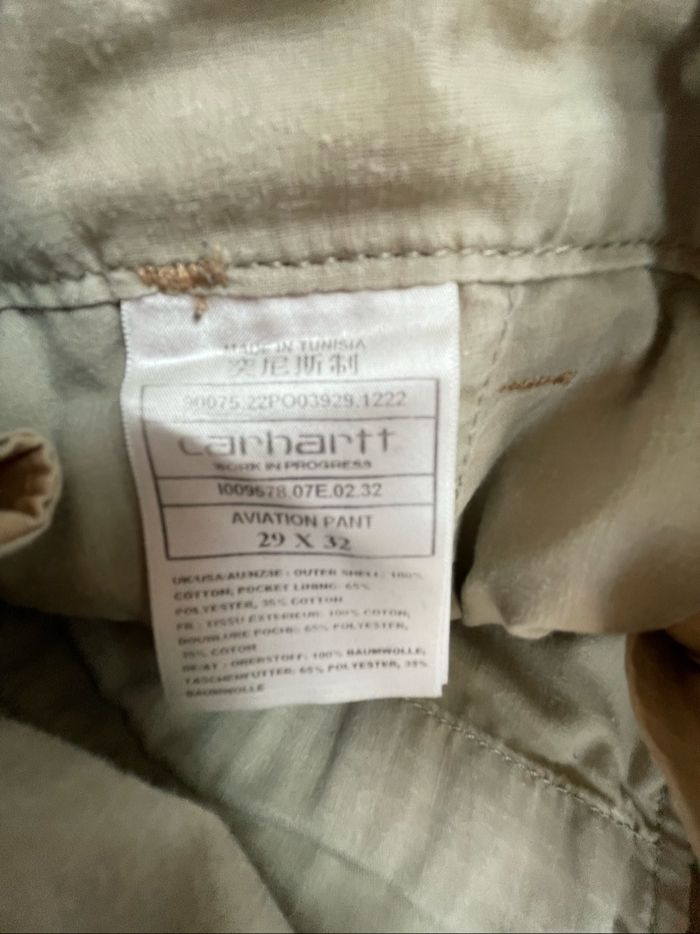 MADE IN TUNISIA
突尼斯制
90075.22PO03929.1222
carhartt
WORK IN PROGRESS
I009578.07E.02.32
AVIATION PANT
29 X 32
UK/USA-AU/NZ/IE : OUTER SHELL: 100%
COTTON, POCKET LINING: 65%
POLYESTER, 35% COTTON
FR : TISSU EXTERIEUR: 100% COTON,
DOUBLURE POCHE: 65% POLYESTER,
35% COTON
DE/AT : OBERSTOFF: 100% BAUMWOLLE,
TASCHENFUTTER: 65% POLYESTER, 35%
BAUMWOLLE